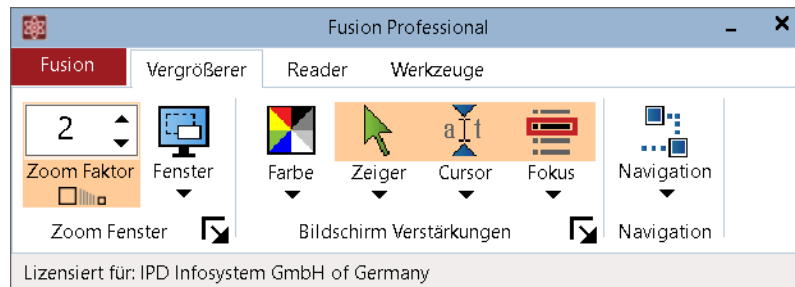 Fusion Professional
Fusion Vergrößerer Reader Werkzeuge
2
a t
Zoom Faktor Fenster Farbe Zeiger Cursor Fokus Navigation
Zoom Fenster Bildschirm Verstärkungen Navigation
Lizensiert für: IPD Infosystem GmbH of Germany